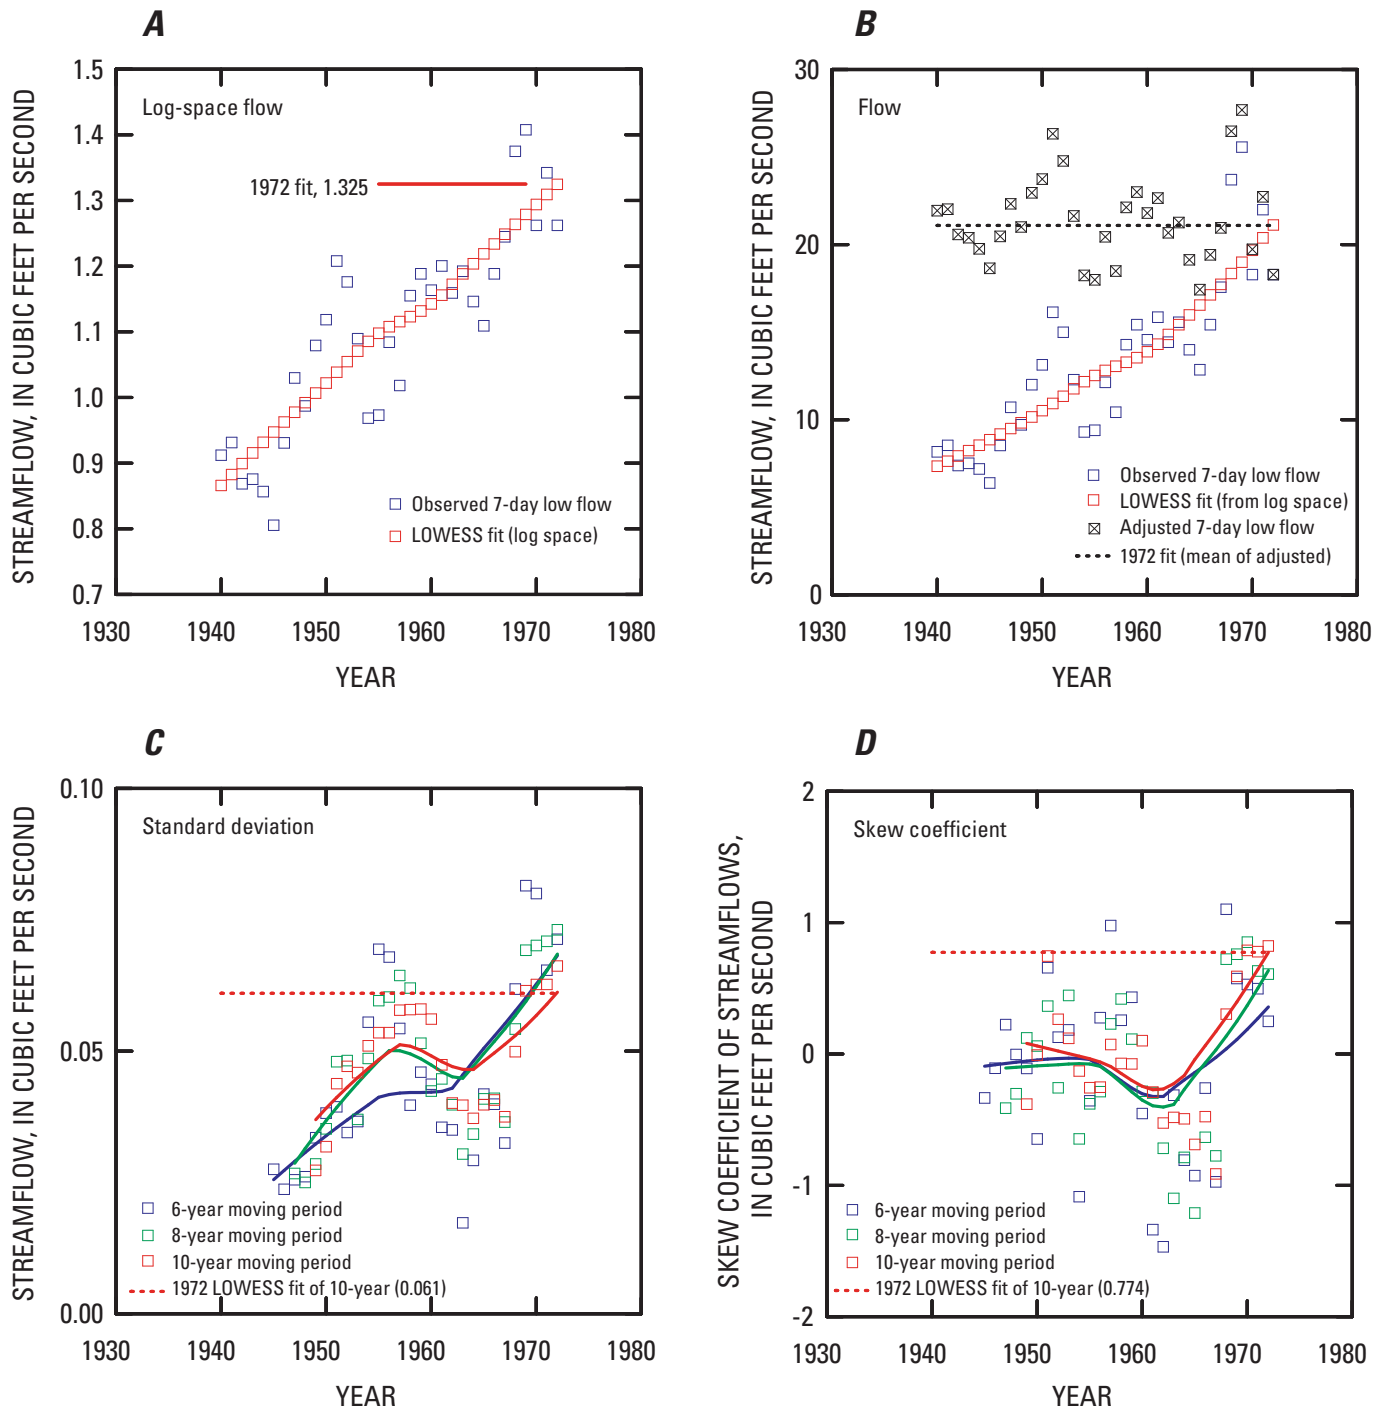 A
STREAMFLOW, IN CUBIC FEET PER SECOND
1.5
1.4
1.3
1.2
1.1
1.0
0.9
0.8
0.7
Log-space flow
1972 fit, 1.325
Observed 7-day low flow
LOWESS fit (log space)
1930 1940 1950 1960 1970 1980
YEAR
B
STREAMFLOW, IN CUBIC FEET PER SECOND
30
20
10
0
Flow
Observed 7-day low flow
LOWESS fit (from log space)
Adjusted 7-day low flow
1972 fit (mean of adjusted)
1930 1940 1950 1960 1970 1980
YEAR
C
STREAMFLOW, IN CUBIC FEET PER SECOND
0.10
0.05
0.00
Standard deviation
6-year moving period
8-year moving period
10-year moving period
1972 LOWESS fit of 10-year (0.061)
1930 1940 1950 1960 1970 1980
YEAR
D
SKEW COEFFICIENT OF STREAMFLOWS,
IN CUBIC FEET PER SECOND
2
1
0
-1
-2
Skew coefficient
6-year moving period
8-year moving period
10-year moving period
1972 LOWESS fit of 10-year (0.774)
1930 1940 1950 1960 1970 1980
YEAR